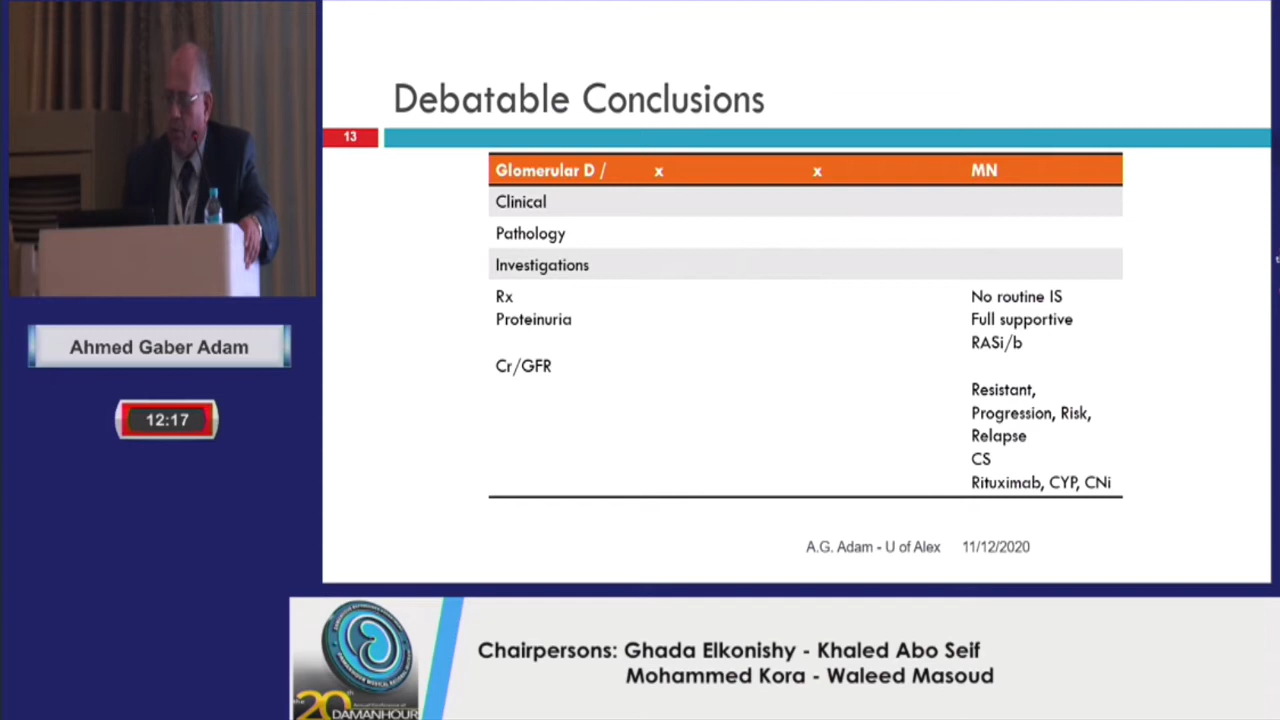 Debatable Conclusions
13
Glomerular D / x x MN
Clinical
Pathology
Investigations
Rx No routine IS
Proteinuria Full supportive
RASi/b
Cr/GFR
Resistant,
Progression, Risk,
Relapse
CS
Rituximab, CYP, CNi
A.G. Adam - U of Alex 11/12/2020
Ahmed Gaber Adam
12:17
Chairpersons: Ghada Elkonishy - Khaled Abo Seif
Mohammed Kora - Waleed Masoud
the 20th
DAMANHOUR